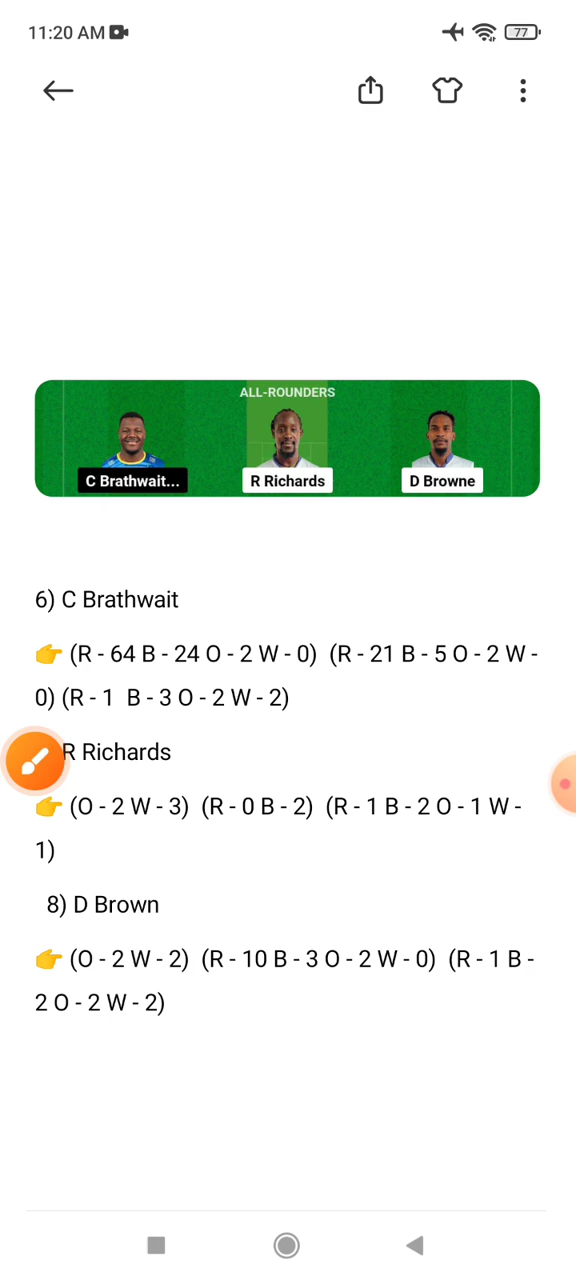 11:20 AM
77
ALL-ROUNDERS
C Brathwait... R Richards D Browne
6) C Brathwait
👉 (R - 64 B - 24 O - 2 W - 0) (R - 21 B - 5 O - 2 W -
0) (R - 1 B - 3 O - 2 W - 2)
R Richards
👉 (O - 2 W - 3) (R - 0 B - 2) (R - 1 B - 2 O - 1 W -
1)
8) D Brown
👉 (O - 2 W - 2) (R - 10 B - 3 O - 2 W - 0) (R - 1 B -
2 O - 2 W - 2)